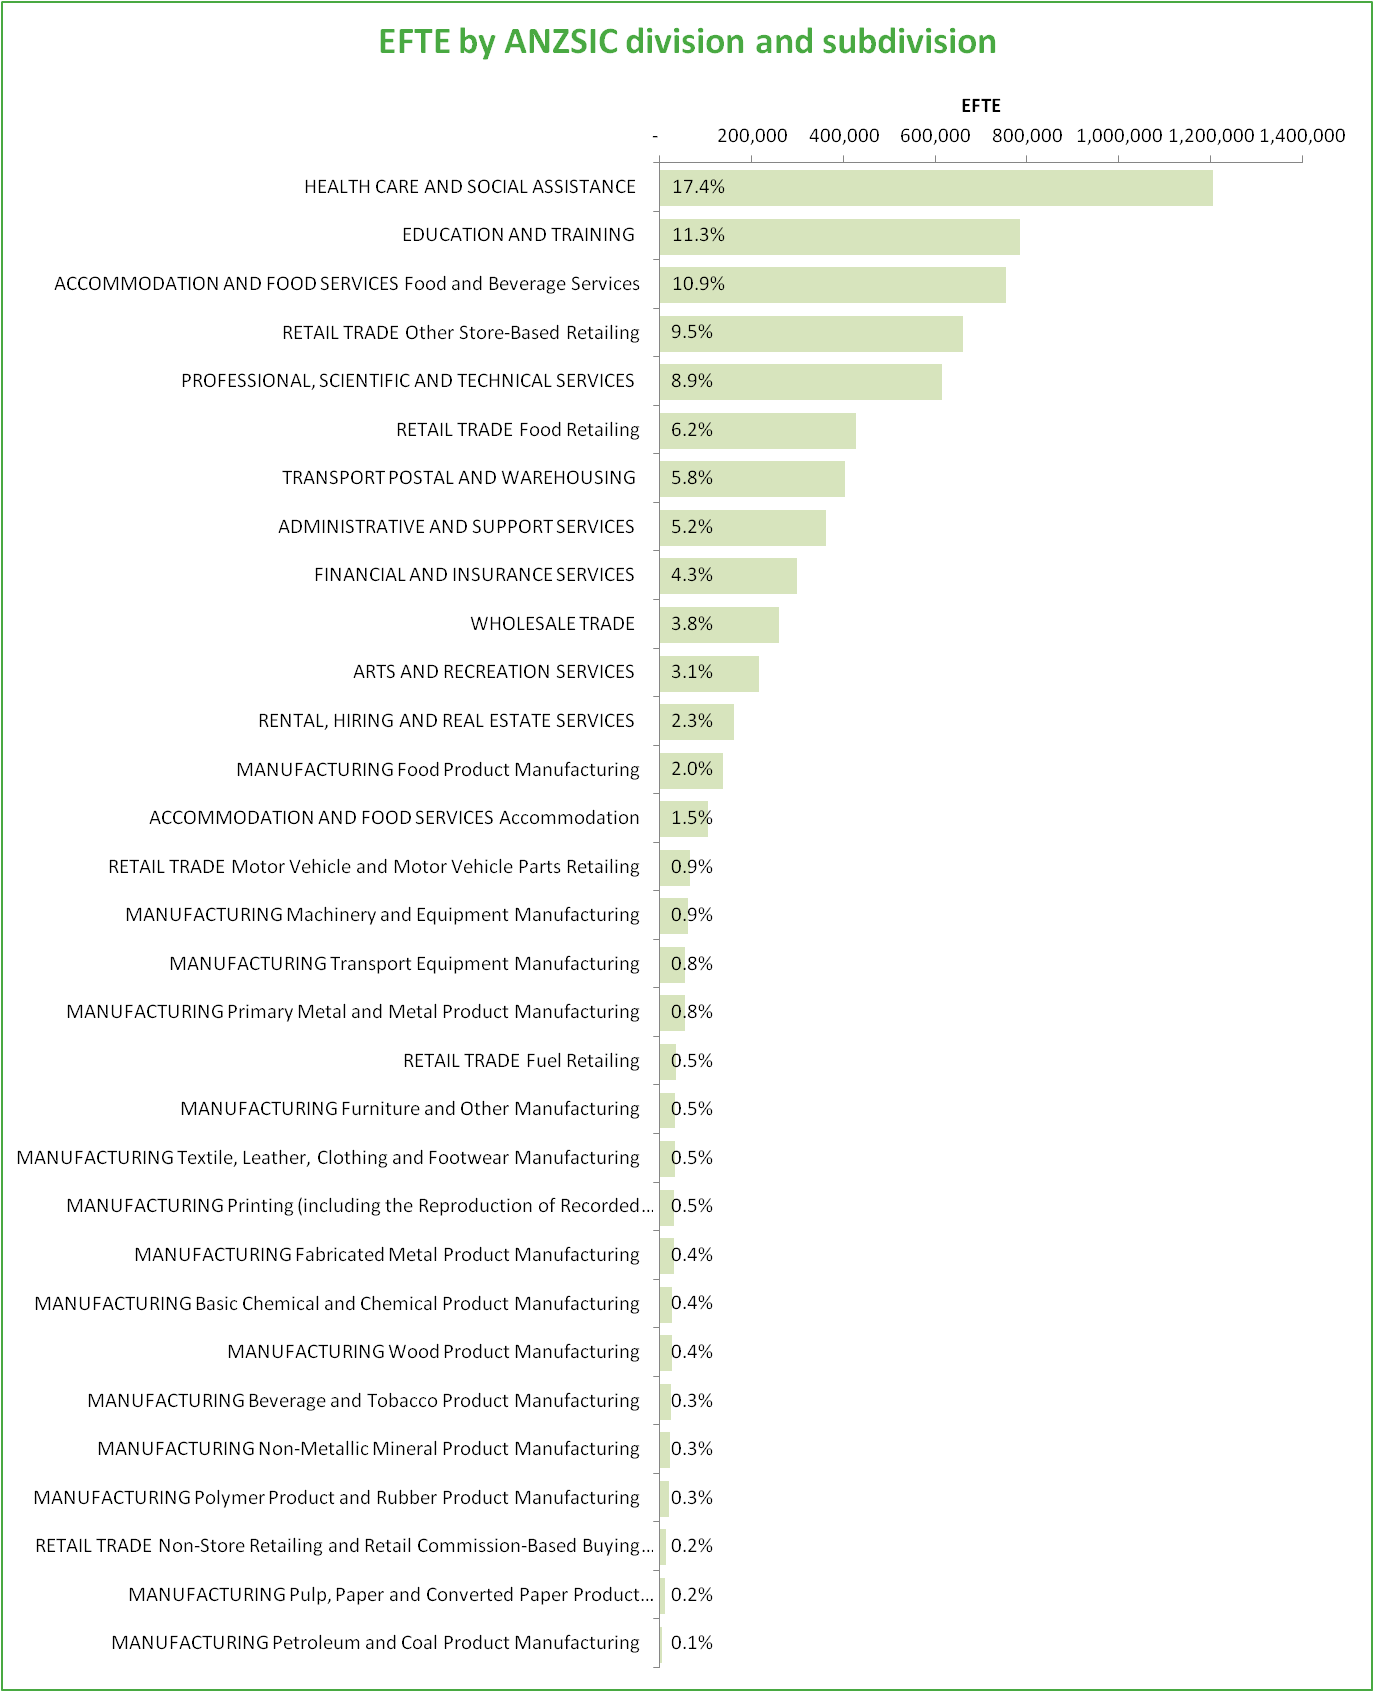 EFTE by ANZSIC division and subdivision
EFTE
- 200,000 400,000 600,000 800,000 1,000,000 1,200,000 1,400,000
HEALTH CARE AND SOCIAL ASSISTANCE 17.4%
EDUCATION AND TRAINING 11.3%
ACCOMMODATION AND FOOD SERVICES Food and Beverage Services 10.9%
RETAIL TRADE Other Store-Based Retailing 9.5%
PROFESSIONAL, SCIENTIFIC AND TECHNICAL SERVICES 8.9%
RETAIL TRADE Food Retailing 6.2%
TRANSPORT POSTAL AND WAREHOUSING 5.8%
ADMINISTRATIVE AND SUPPORT SERVICES 5.2%
FINANCIAL AND INSURANCE SERVICES 4.3%
WHOLESALE TRADE 3.8%
ARTS AND RECREATION SERVICES 3.1%
RENTAL, HIRING AND REAL ESTATE SERVICES 2.3%
MANUFACTURING Food Product Manufacturing 2.0%
ACCOMMODATION AND FOOD SERVICES Accommodation 1.5%
RETAIL TRADE Motor Vehicle and Motor Vehicle Parts Retailing 0.9%
MANUFACTURING Machinery and Equipment Manufacturing 0.9%
MANUFACTURING Transport Equipment Manufacturing 0.8%
MANUFACTURING Primary Metal and Metal Product Manufacturing 0.8%
RETAIL TRADE Fuel Retailing 0.5%
MANUFACTURING Furniture and Other Manufacturing 0.5%
MANUFACTURING Textile, Leather, Clothing and Footwear Manufacturing 0.5%
MANUFACTURING Printing (including the Reproduction of Recorded... 0.5%
MANUFACTURING Fabricated Metal Product Manufacturing 0.4%
MANUFACTURING Basic Chemical and Chemical Product Manufacturing 0.4%
MANUFACTURING Wood Product Manufacturing 0.4%
MANUFACTURING Beverage and Tobacco Product Manufacturing 0.3%
MANUFACTURING Non-Metallic Mineral Product Manufacturing 0.3%
MANUFACTURING Polymer Product and Rubber Product Manufacturing 0.3%
RETAIL TRADE Non-Store Retailing and Retail Commission-Based Buying... 0.2%
MANUFACTURING Pulp, Paper and Converted Paper Product... 0.2%
MANUFACTURING Petroleum and Coal Product Manufacturing 0.1%